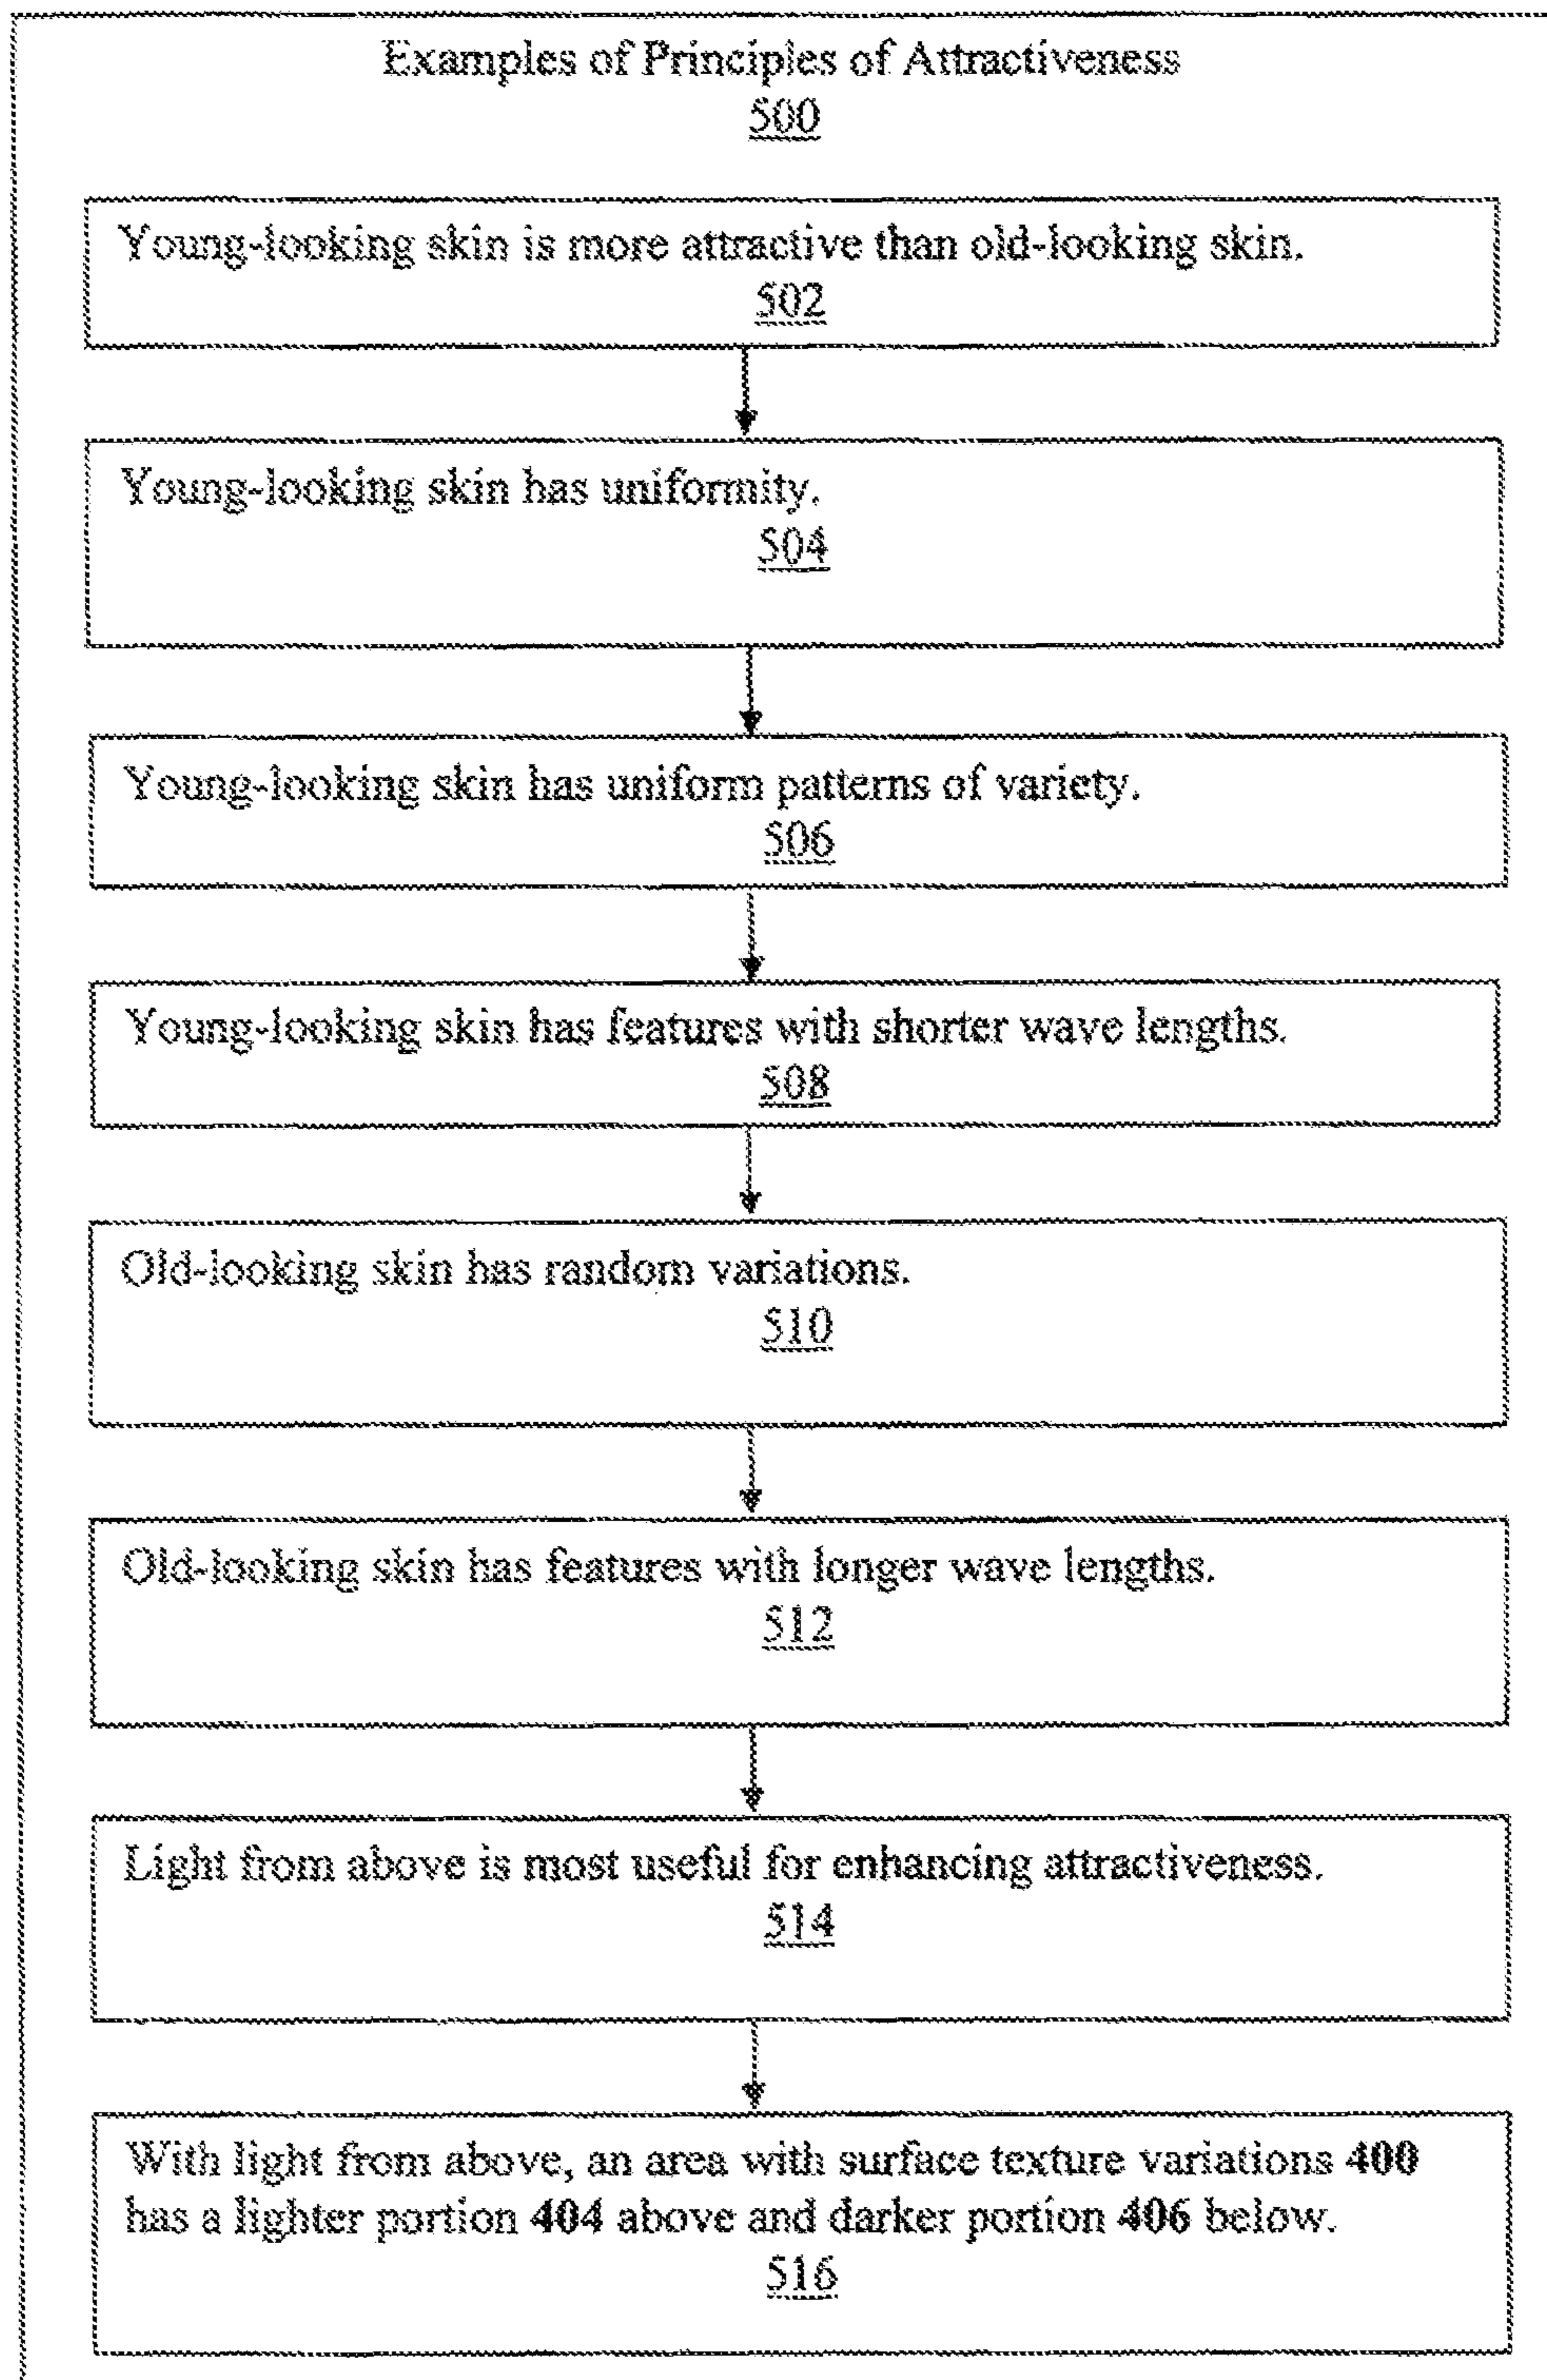 Examples of Principles of Attractiveness
500
Young-looking skin is more attractive than old-looking skin.
502
Young-looking skin has uniformity.
504
Young-looking skin has uniform patterns of variety.
506
Young-looking skin has features with shorter wave lengths.
508
Old-looking skin has random variations.
510
Old-looking skin has features with longer wave lengths.
512
Light from above is most useful for enhancing attractiveness.
514
With light from above, an area with surface texture variations 400
has a lighter portion 404 above and darker portion 406 below.
516